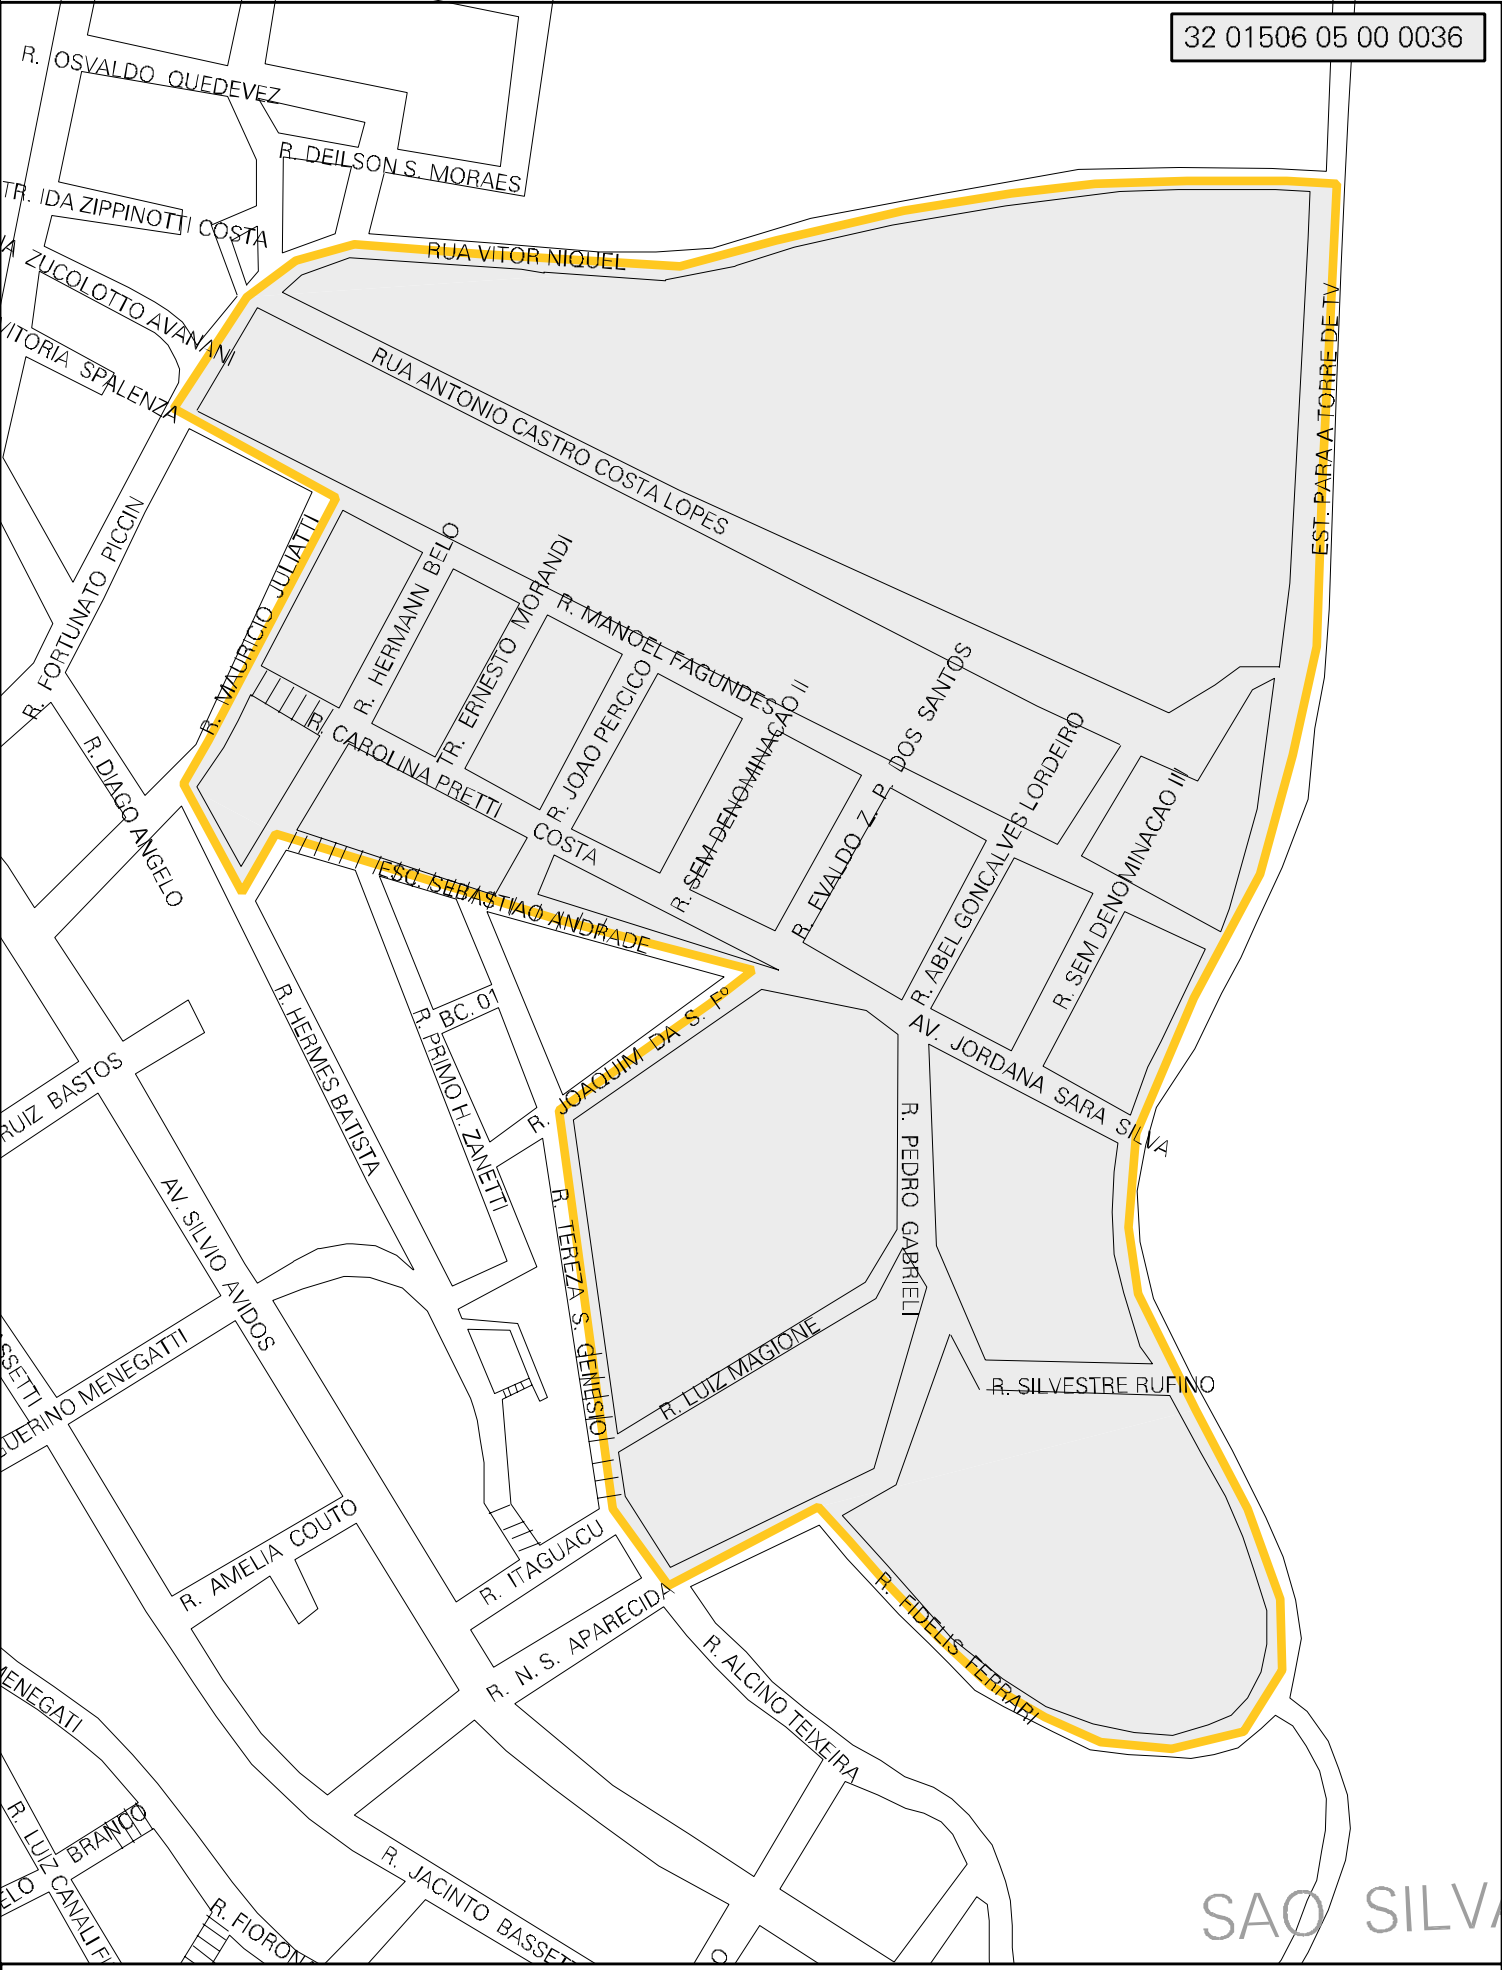 32 01506 05 00 0036
R. OSVALDO QUEDEVEZ
R. DEILSON S. MORAES
TR. IDA ZIPPINOTTI COSTA
ZUCOLOTTO AVANANI
VITORIA SPALENZA
RUA VITOR NIQUEL
RUA ANTONIO CASTRO COSTA LOPES
EST. PARA A TORRE DE TV
R. FORTUNATO PICCIN
R. MAURICIO JULIATTI
R. HERMANN BELO
TR. ERNESTO MORANDI
R. MANOEL FAGUNDES
R. JOAO PERCICO
R. SEM DENOMINACAO II
R. EVALDO Z. P. DOS SANTOS
R. ABEL GONCALVES LORDEIRO
R. SEM DENOMINACAO III
R. CAROLINA PRETTI COSTA
R. DIAGO ANGELO
ESC. SEBASTIAO ANDRADE
R. HERMES BATISTA
R. PRIMO H. ZANETTI
BC. 01
R. JOAQUIM DA S. Fº
AV. JORDANA SARA SILVA
RUIZ BASTOS
AV. SILVIO AVIDOS
R. TEREZA S. GENESIO
R. PEDRO GABRIELI
R. LUIZ MAGIONE
R. SILVESTRE RUFINO
SSETTI
GUERINO MENEGATTI
R. AMELIA COUTO
R. ITAGUACU
R. N. S. APARECIDA
R. FIDELIS FERRARI
R. ALCINO TEIXEIRA
MENEGATI
R. LUIZ CANALI FI
ELO BRANCO
R. FIORON
R. JACINTO BASSET
O
SAO SILVA